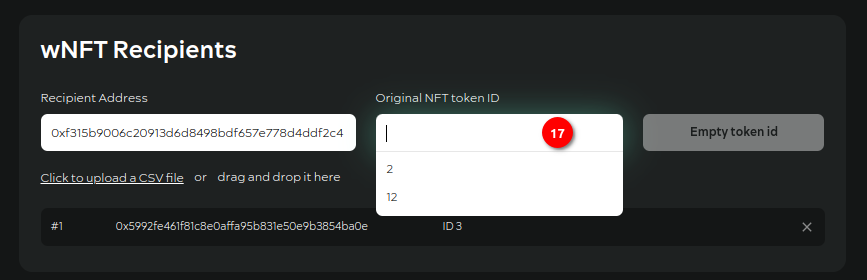 wNFT Recipients
Recipient Address
Original NFT token ID
0xf315b9006c20913d6d8498bdf657e778d4ddf2c4
17
Empty token id
Click to upload a CSV file or drag and drop it here
2
12
#1 0x5992fe461f81c8e0affa95b831e50e9b3854ba0e ID 3 ×